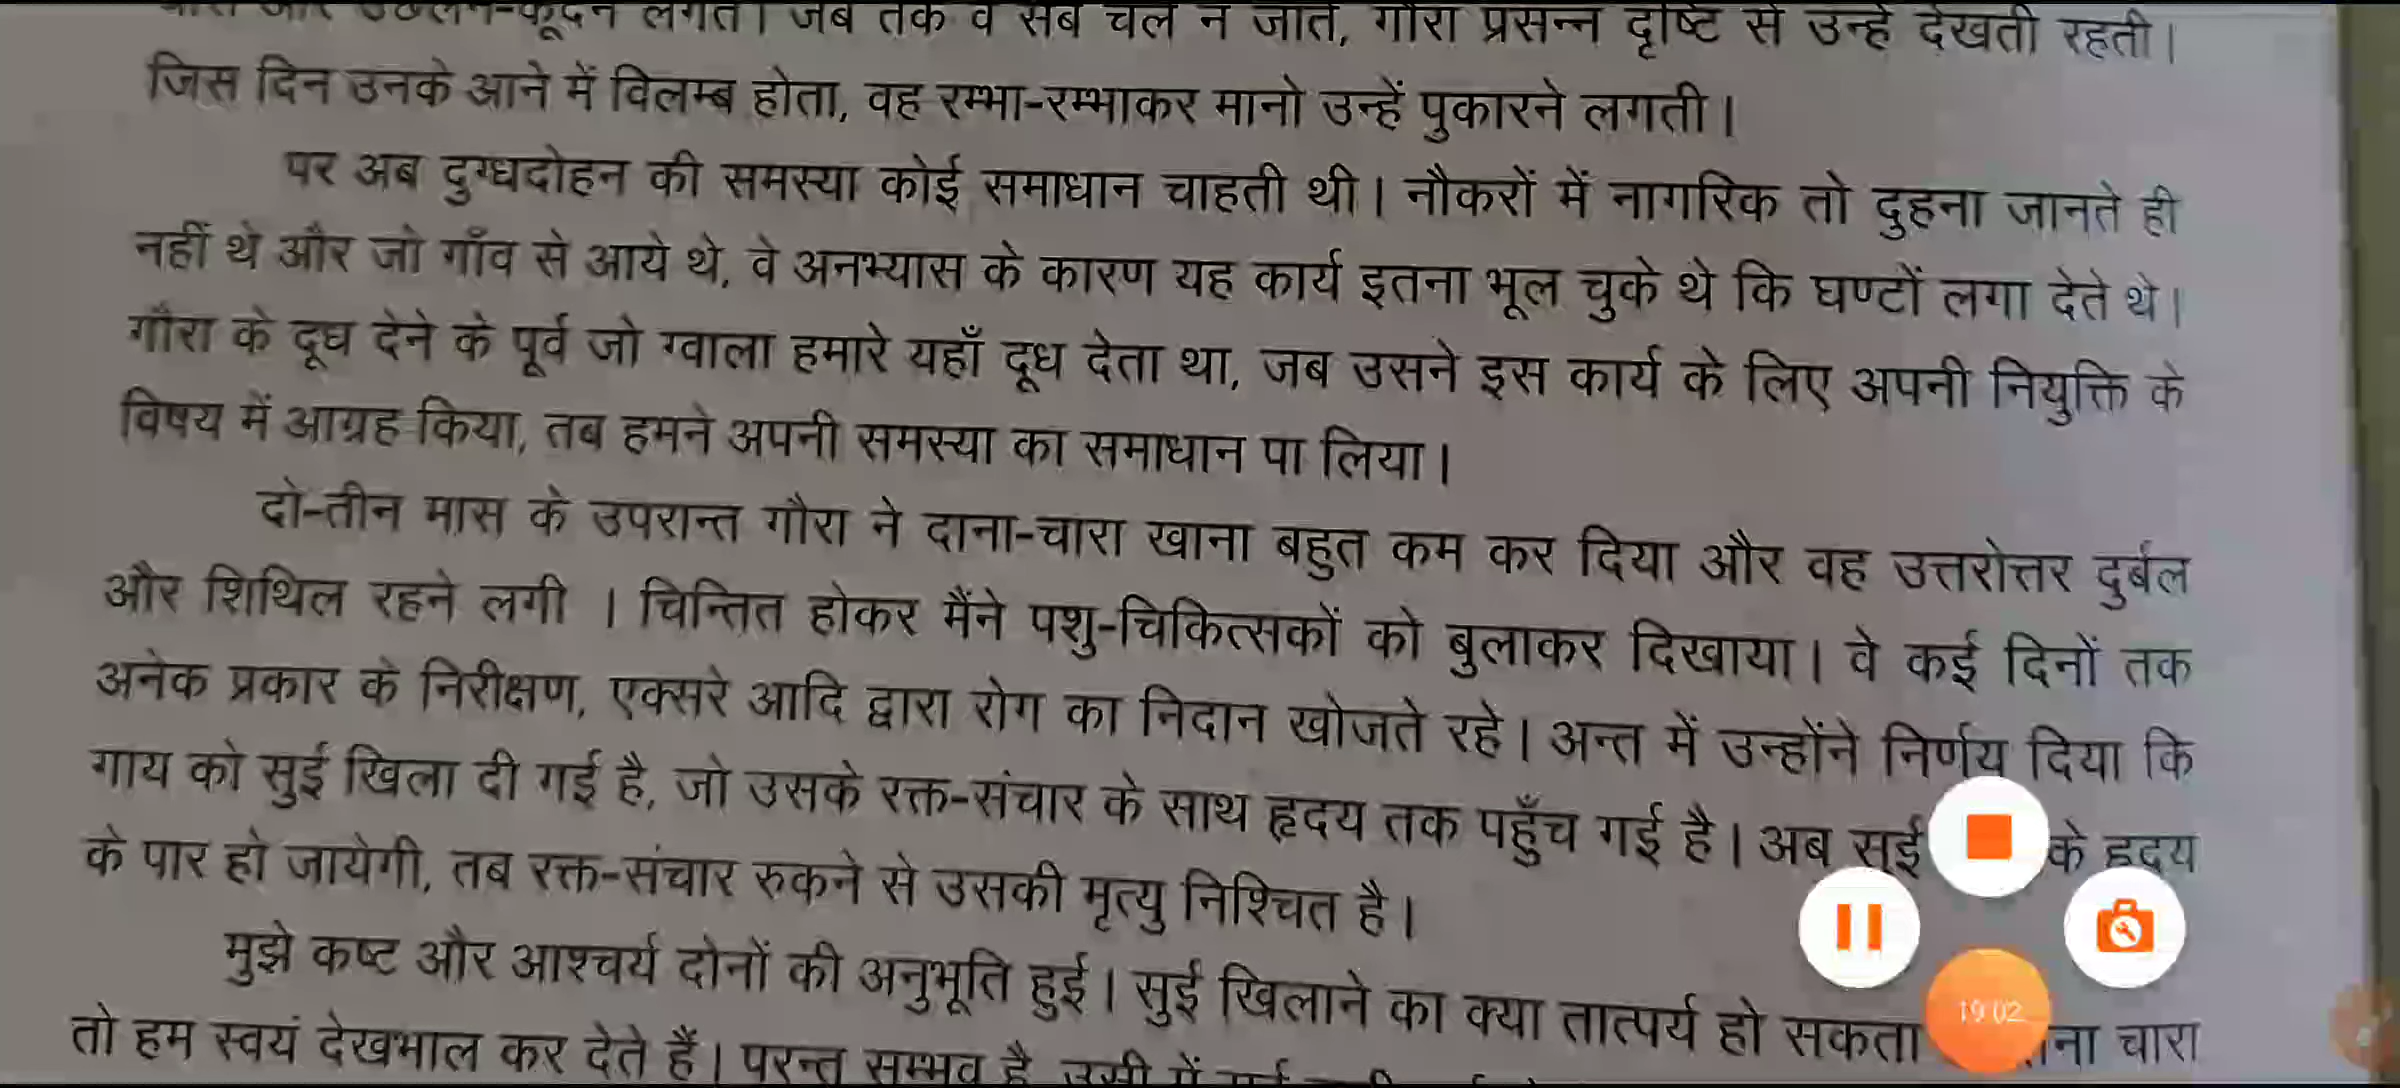 लगते। जब तक वे सब चले न जाते, गौरा प्रसन्न दृष्टि से उन्हें देखती रहती।
जिस दिन उनके आने में विलम्ब होता, वह रम्भा-रम्भाकर मानो उन्हें पुकारने लगती।
पर अब दुग्धदोहन की समस्या कोई समाधान चाहती थी। नौकरों में नागरिक तो दुहना जानते ही
नहीं थे और जो गाँव से आये थे, वे अनभ्यास के कारण यह कार्य इतना भूल चुके थे कि घण्टों लगा देते थे।
गौरा के दूध देने के पूर्व जो ग्वाला हमारे यहाँ दूध देता था, जब उसने इस कार्य के लिए अपनी नियुक्ति के
विषय में आग्रह किया, तब हमने अपनी समस्या का समाधान पा लिया।
दो-तीन मास के उपरान्त गौरा ने दाना-चारा खाना बहुत कम कर दिया और वह उत्तरोत्तर दुर्बल
और शिथिल रहने लगी । चिन्तित होकर मैंने पशु-चिकित्सकों को बुलाकर दिखाया। वे कई दिनों तक
अनेक प्रकार के निरीक्षण, एक्सरे आदि द्वारा रोग का निदान खोजते रहे। अन्त में उन्होंने निर्णय दिया कि
गाय को सुई खिला दी गई है, जो उसके रक्त-संचार के साथ हृदय तक पहुँच गई है। अब सुई के हृदय
के पार हो जायेगी, तब रक्त-संचार रुकने से उसकी मृत्यु निश्चित है।
मुझे कष्ट और आश्चर्य दोनों की अनुभूति हुई। सुई खिलाने का क्या तात्पर्य हो सकता चारा
तो हम स्वयं देखभाल कर देते हैं। परन्तु सम्भव है, उसी में
19:02